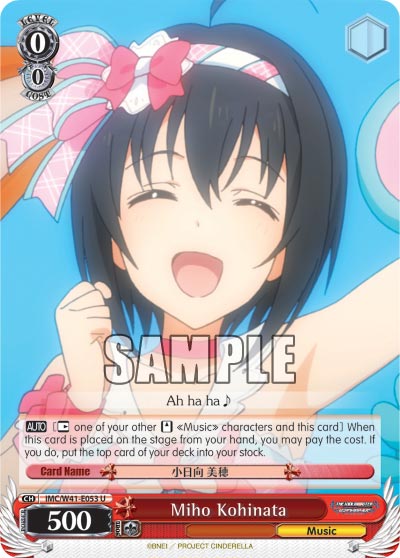 LEVEL
0
0
COST
SAMPLE
Ah ha ha♪
AUTO [ one of your other «Music» characters and this card] When
this card is placed on the stage from your hand, you may pay the cost. If
you do, put the top card of your deck into your stock.
Card Name 小日向 美穂
CH IMC/W41-E053 U
POWER 500 Miho Kohinata
Music
©BNEI / PROJECT CINDERELLA